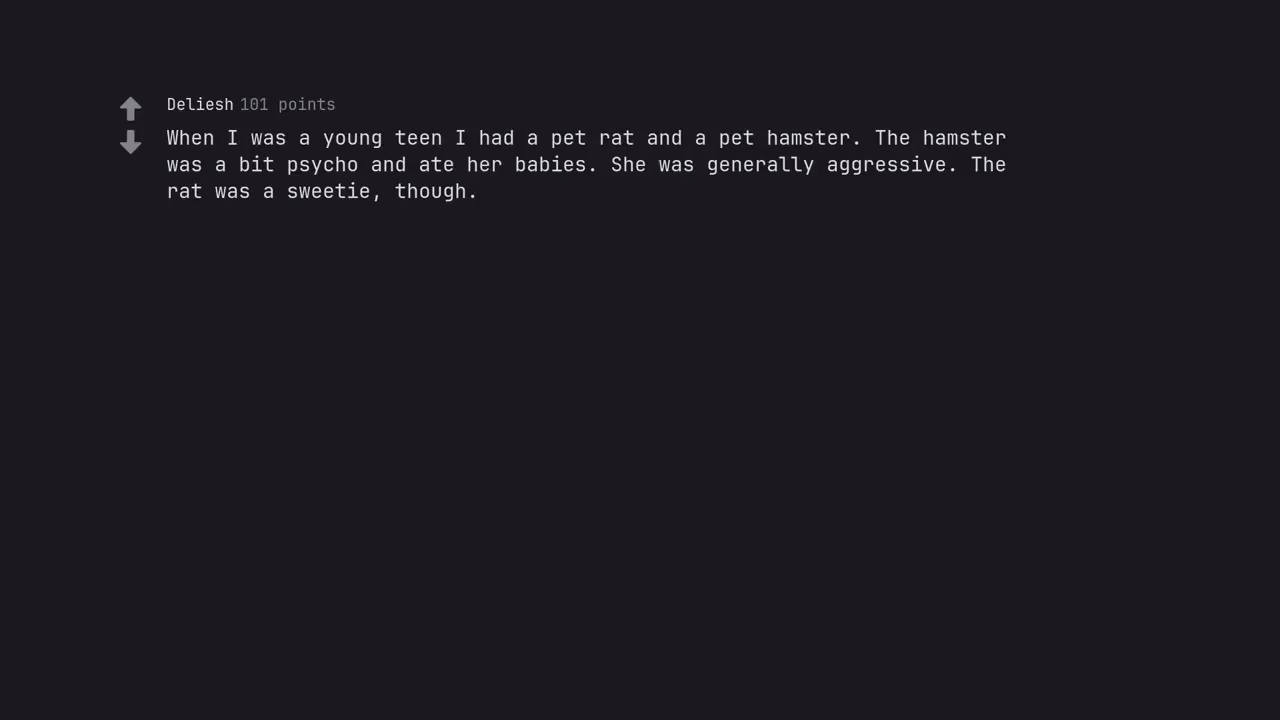 Deliesh 101 points
When I was a young teen I had a pet rat and a pet hamster. The hamster
was a bit psycho and ate her babies. She was generally aggressive. The
rat was a sweetie, though.